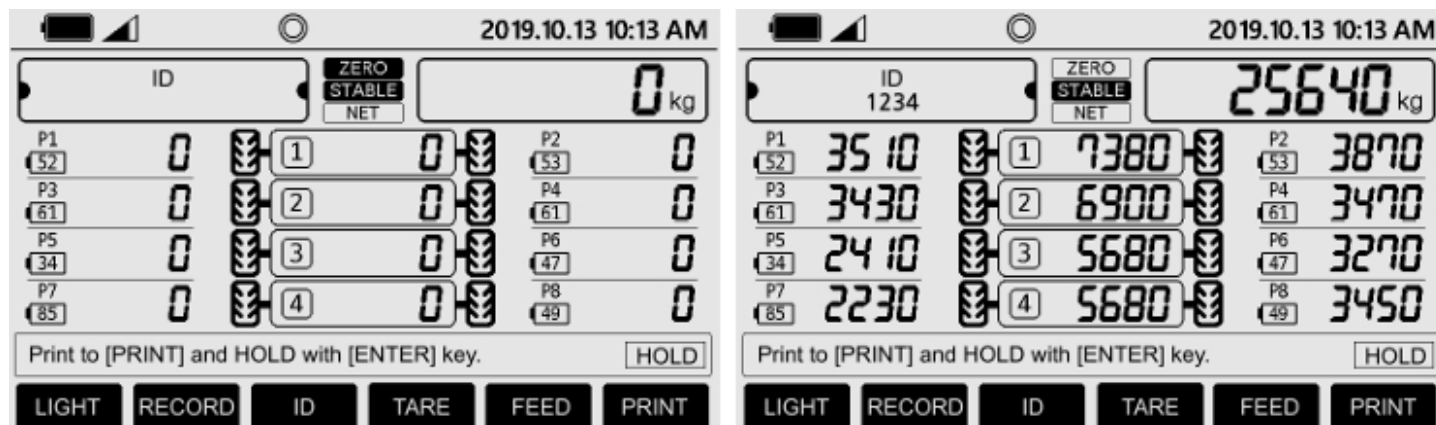 2019.10.13 10:13 AM
ID
ZERO
STABLE
NET
0 kg
P1
52
0
1
0
P2
53
0
P3
61
0
2
0
P4
61
0
P5
34
0
3
0
P6
47
0
P7
85
0
4
0
P8
49
0
Print to [PRINT] and HOLD with [ENTER] key.
HOLD
LIGHT RECORD ID TARE FEED PRINT
2019.10.13 10:13 AM
ID
1234
ZERO
STABLE
NET
25640 kg
P1
52
3510
1
7380
P2
53
3870
P3
61
3430
2
6900
P4
61
3470
P5
34
2410
3
5680
P6
47
3270
P7
85
2230
4
5680
P8
49
3450
Print to [PRINT] and HOLD with [ENTER] key.
HOLD
LIGHT RECORD ID TARE FEED PRINT